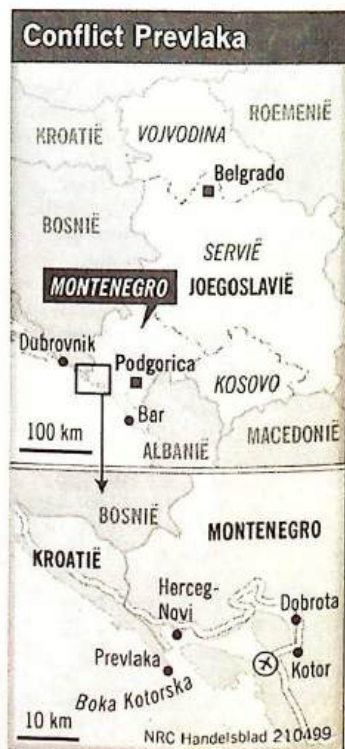 Conflict Prevlaka
ROEMENIË
KROATIË
VOJVODINA
Belgrado
BOSNIË
SERVIË
MONTENEGRO
JOEGOSLAVIË
Dubrovnik
Podgorica
KOSOVO
Bar
100 km
ALBANIË
MACEDONIË
BOSNIË
MONTENEGRO
KROATIË
Herceg-
Novi
Dobrota
Prevlaka
Kotor
Boka Kotorska
10 km
NRC Handelsblad 210499